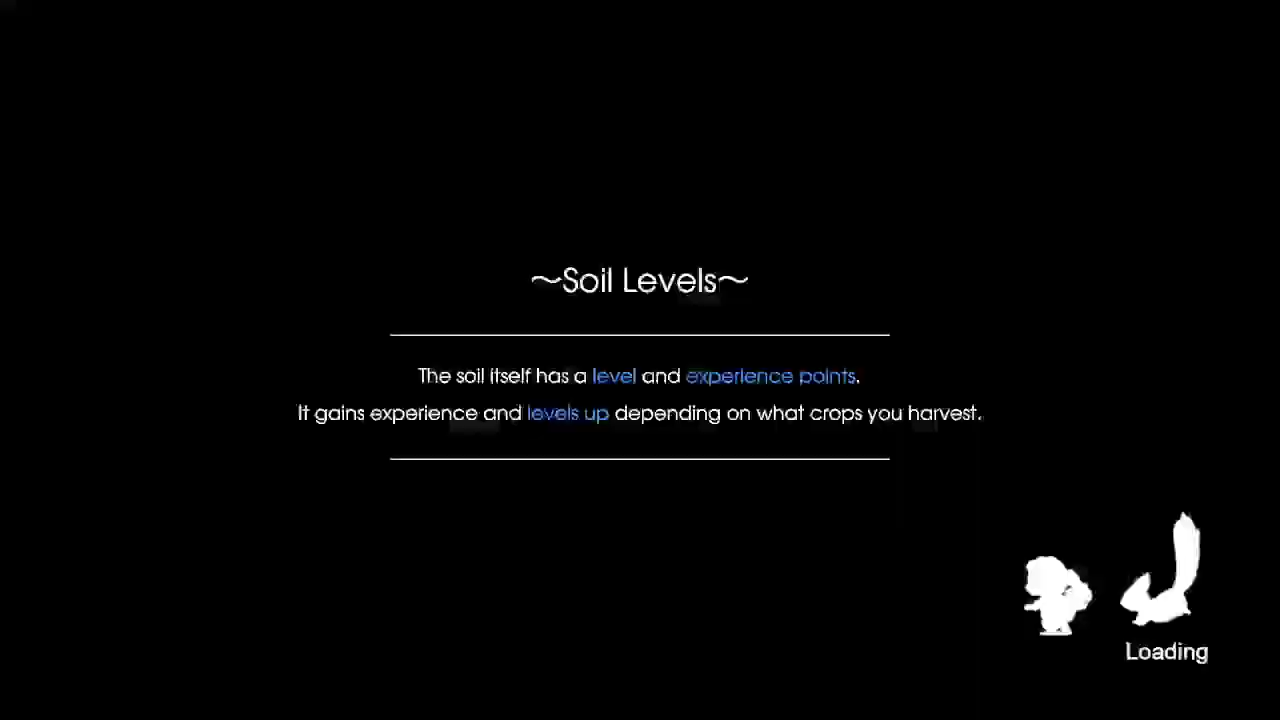 ～Soil Levels～
The soil itself has a level and experience points.
It gains experience and levels up depending on what crops you harvest.
Loading